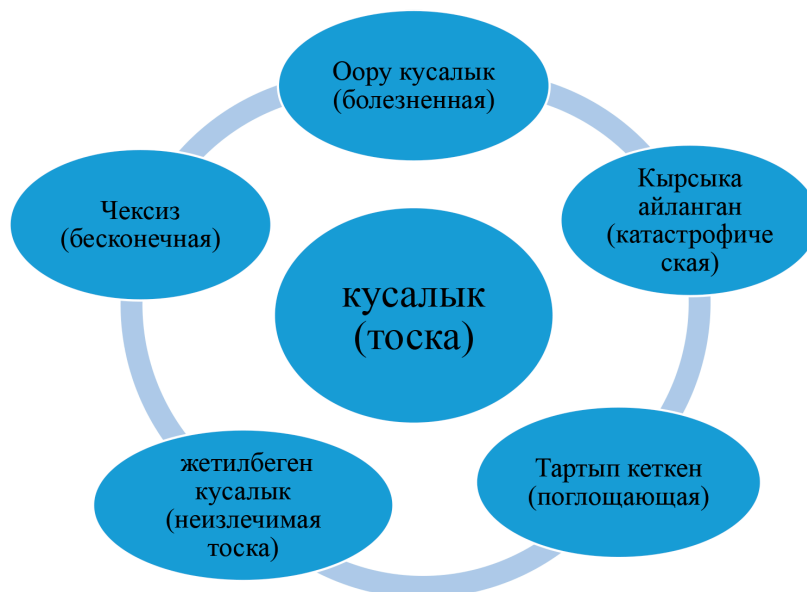 Оору кусалык
(болезненная)
Кырсыка
айланган
(катастрофиче
ская)
Тартып кеткен
(поглощающая)
жетилбеген
кусалык
(неизлечимая
тоска)
Чексиз
(бесконечная)
кусалык
(тоска)